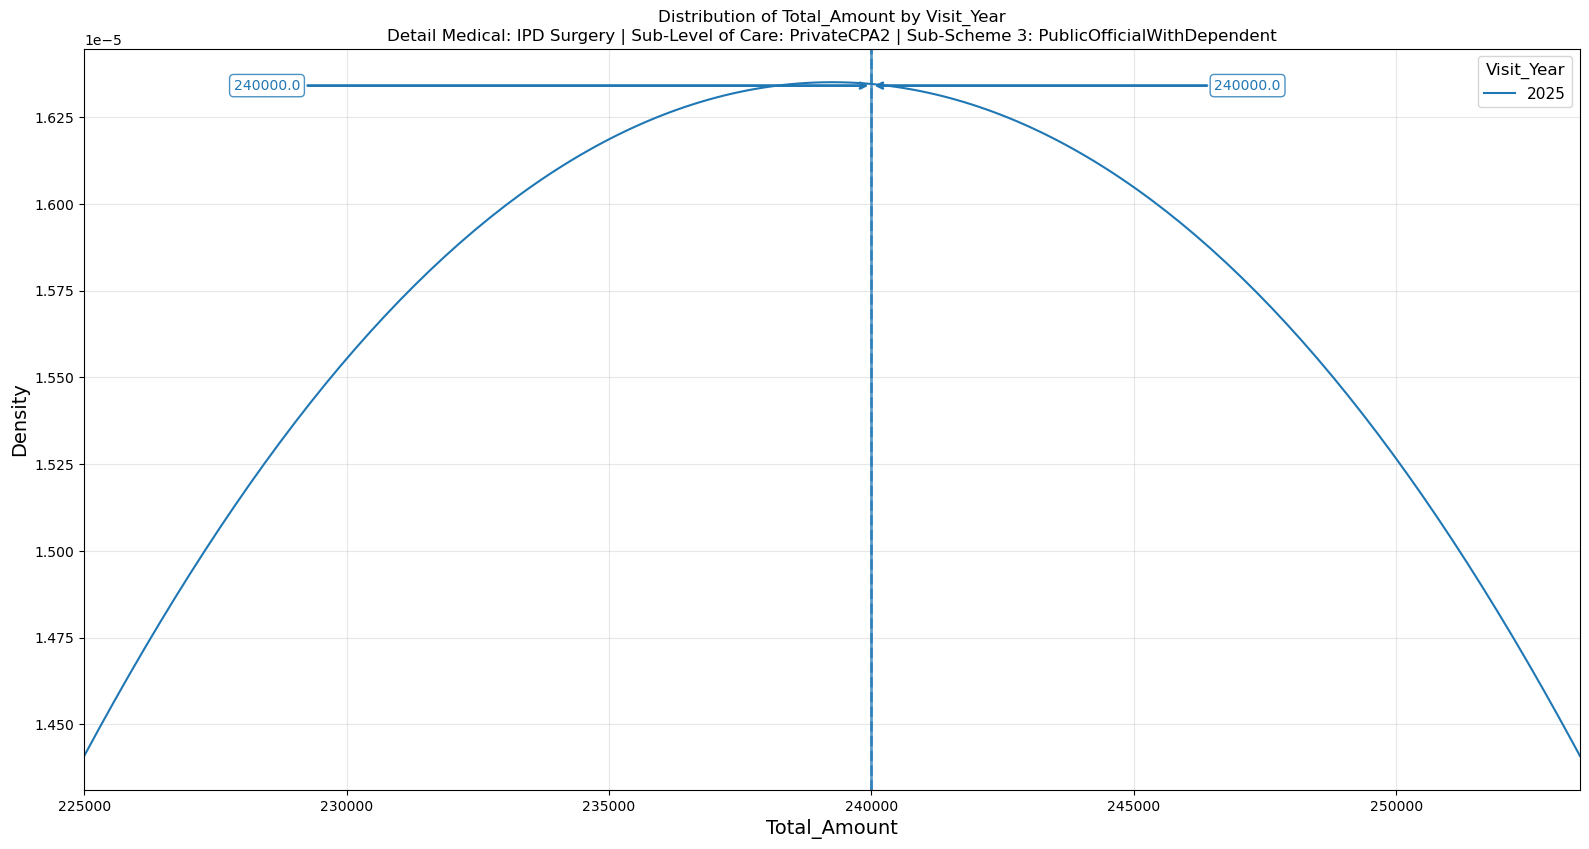 Distribution of Total_Amount by Visit_Year
Detail Medical: IPD Surgery | Sub-Level of Care: PrivateCPA2 | Sub-Scheme 3: PublicOfficialWithDependent
1e−5
240000.0
240000.0
Visit_Year
2025
1.625
1.600
1.575
1.550
1.525
1.500
1.475
1.450
Density
225000
230000
235000
240000
245000
250000
Total_Amount